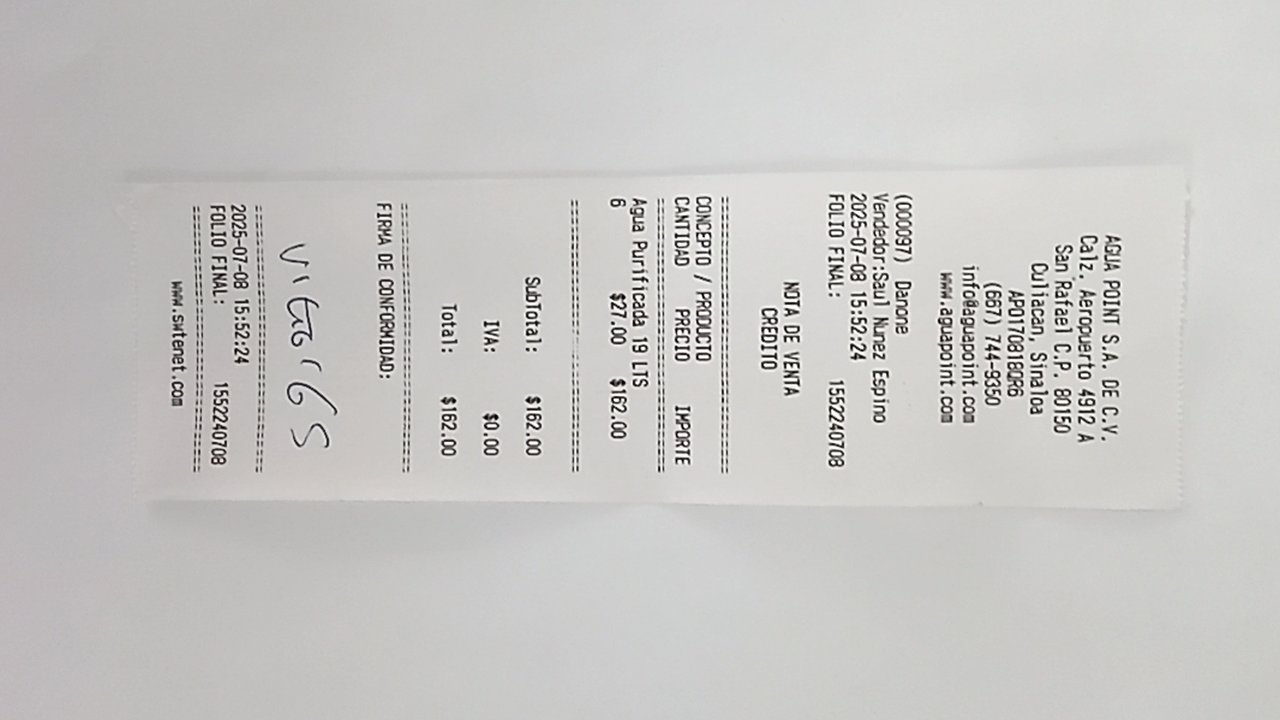 AGUA POINT S.A. DE C.V.
Calz. Aeropuerto 4912 A
San Rafael C.P. 80150
Culiacan, Sinaloa
APO170818QR6
(667) 744-9350
info@aguapoint.com
www.aguapoint.com
(000097) Danone
Vendedor:Saul Nunez Espino
2025-07-08 15:52:24
FOLIO FINAL: 1552240708
NOTA DE VENTA
CREDITO
CONCEPTO / PRODUCTO
CANTIDAD PRECIO IMPORTE
Agua Purificada 19 LTS
6 $27.00 $162.00
SubTotal: $162.00
IVA: $0.00
Total: $162.00
FIRMA DE CONFORMIDAD:
2025-07-08 15:52:24
FOLIO FINAL: 1552240708
www.swtenet.com